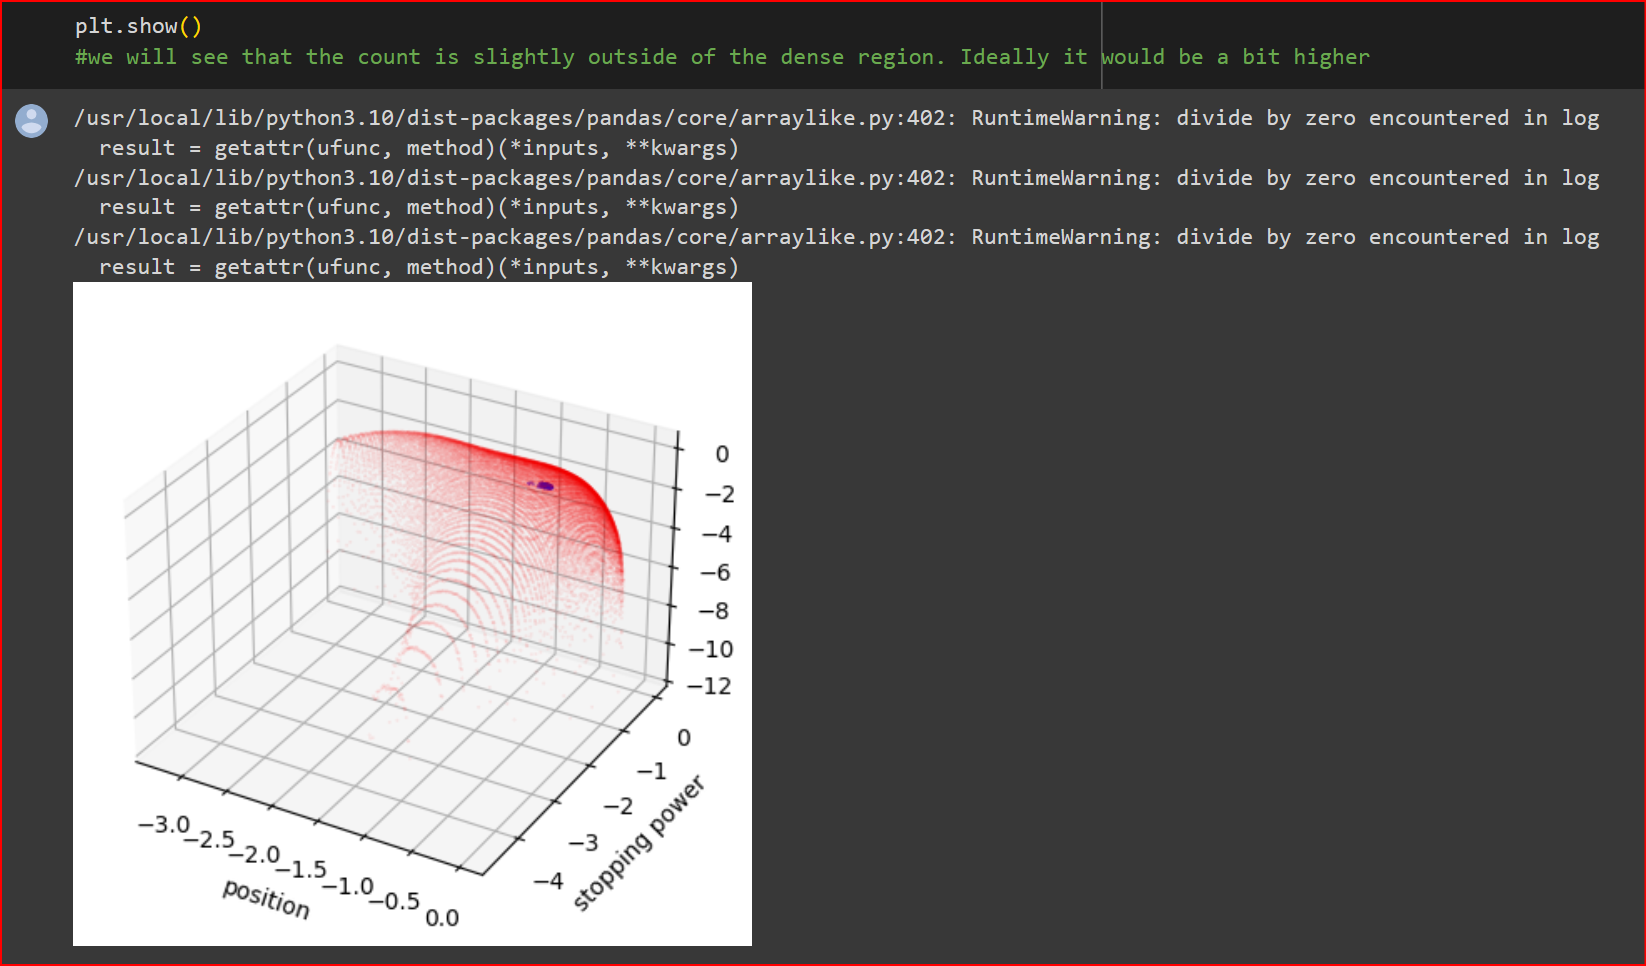 plt.show()
#we will see that the count is slightly outside of the dense region. Ideally it would be a bit higher
/usr/local/lib/python3.10/dist-packages/pandas/core/arraylike.py:402: RuntimeWarning: divide by zero encountered in log
  result = getattr(ufunc, method)(*inputs, **kwargs)
/usr/local/lib/python3.10/dist-packages/pandas/core/arraylike.py:402: RuntimeWarning: divide by zero encountered in log
  result = getattr(ufunc, method)(*inputs, **kwargs)
/usr/local/lib/python3.10/dist-packages/pandas/core/arraylike.py:402: RuntimeWarning: divide by zero encountered in log
  result = getattr(ufunc, method)(*inputs, **kwargs)
0
−2
−4
−6
−8
−10
−12
0
−1
−2
−3
−4
stopping power
−3.0
−2.5
−2.0
−1.5
−1.0
−0.5
0.0
position